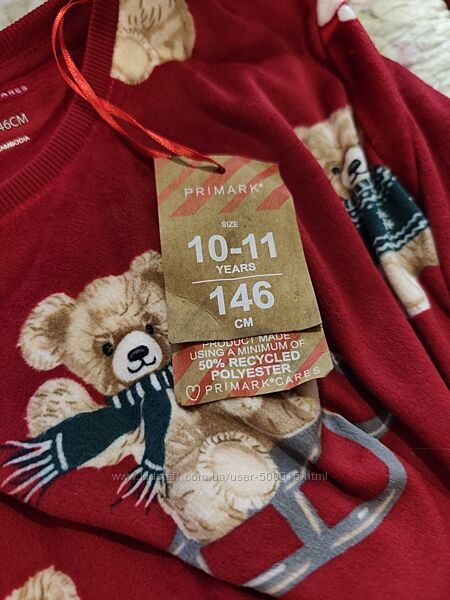 CARES
46CM
CAMBODIA
PRIMARK®
SIZE
10-11
YEARS
146
CM
PRODUCT MADE
USING A MINIMUM OF
50% RECYCLED
POLYESTER
PRIMARK® CARES